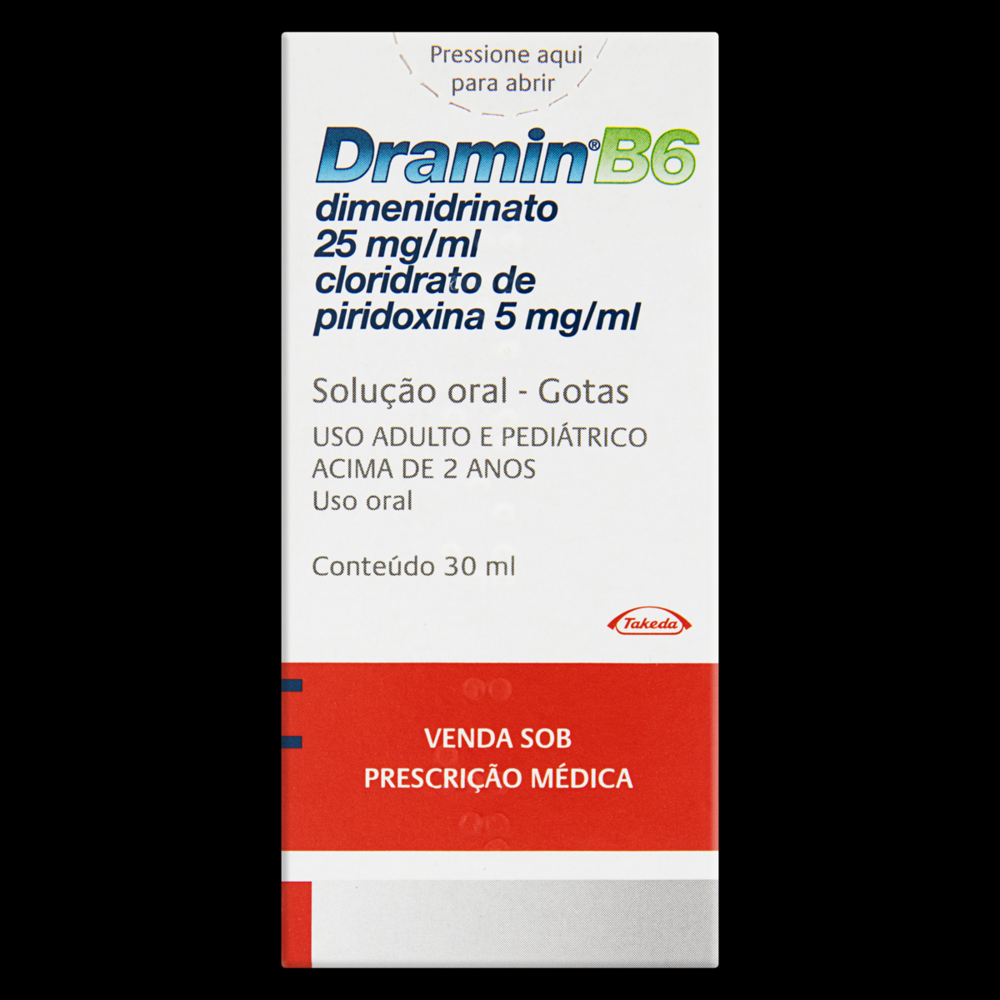 Pressione aqui
para abrir
Dramin®B6
dimenidrinato
25 mg/ml
cloridrato de
piridoxina 5 mg/ml
Solução oral - Gotas
USO ADULTO E PEDIÁTRICO
ACIMA DE 2 ANOS
Uso oral
Conteúdo 30 ml
Takeda
VENDA SOB
PRESCRIÇÃO MÉDICA